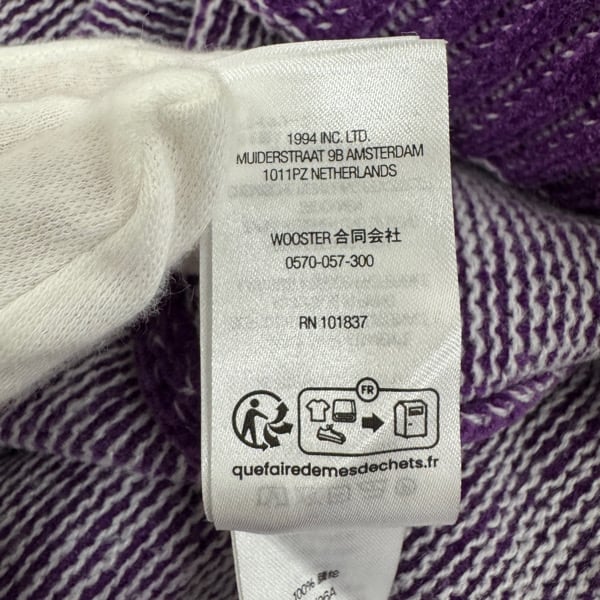 1994 INC. LTD.
MUIDERSTRAAT 9B AMSTERDAM
1011PZ NETHERLANDS
WOOSTER 合同会社
0570-057-300
RN 101837
FR
quefairedemesdechets.fr
100%